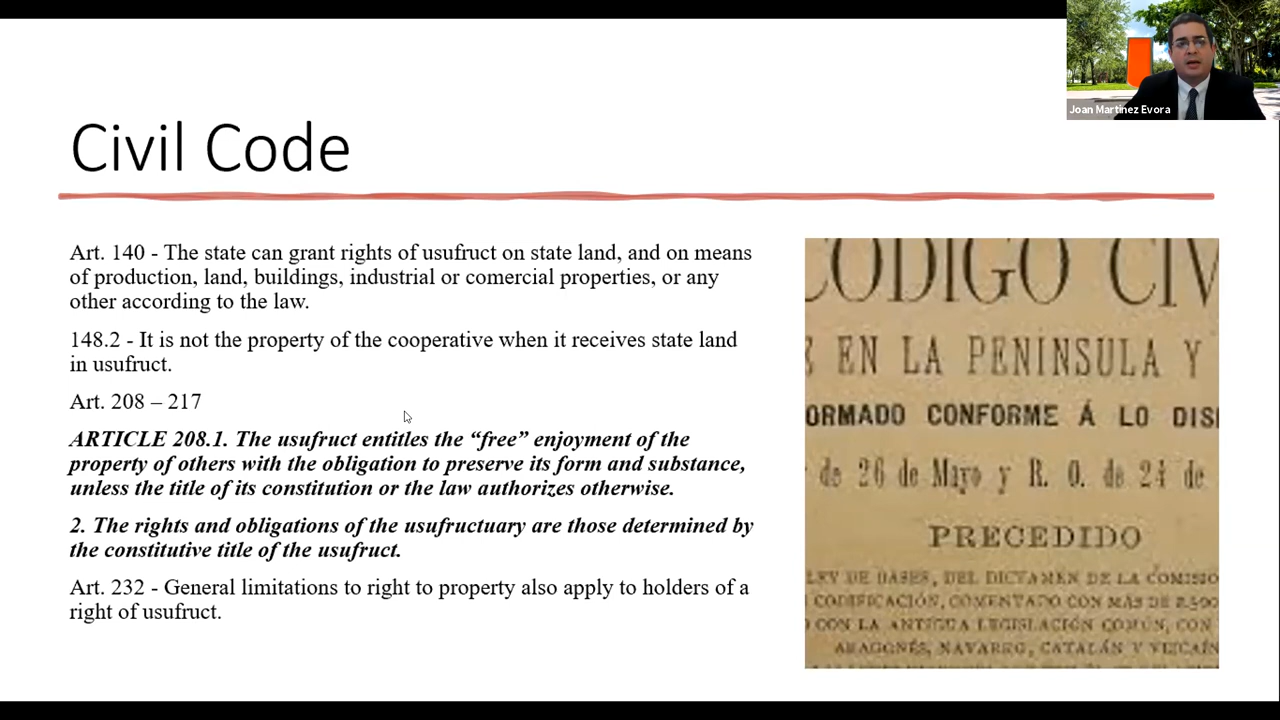 Joan Martinez Evora
Civil Code
Art. 140 - The state can grant rights of usufruct on state land, and on means
of production, land, buildings, industrial or comercial properties, or any
other according to the law.
148.2 - It is not the property of the cooperative when it receives state land
in usufruct.
Art. 208 – 217
ARTICLE 208.1. The usufruct entitles the “free” enjoyment of the
property of others with the obligation to preserve its form and substance,
unless the title of its constitution or the law authorizes otherwise.
2. The rights and obligations of the usufructuary are those determined by
the constitutive title of the usufruct.
Art. 232 - General limitations to right to property also apply to holders of a
right of usufruct.
CODIGO CIV
E EN LA PENÍNSULA Y
ORMADO CONFORME Á LO DIS
de 26 de Mayo y R. O. de 24 de
PRECEDIDO
LEY DE BASES, DEL DICTAMEN DE LA COMISIO
CODIFICACIÓN, COMENTADO CON MÁS DE 2.500
CON LA ANTIGUA LEGISLACIÓN COMÚN, CON
ARAGONÉS, NAVARRO, CATALÁN Y VIZCAÍN